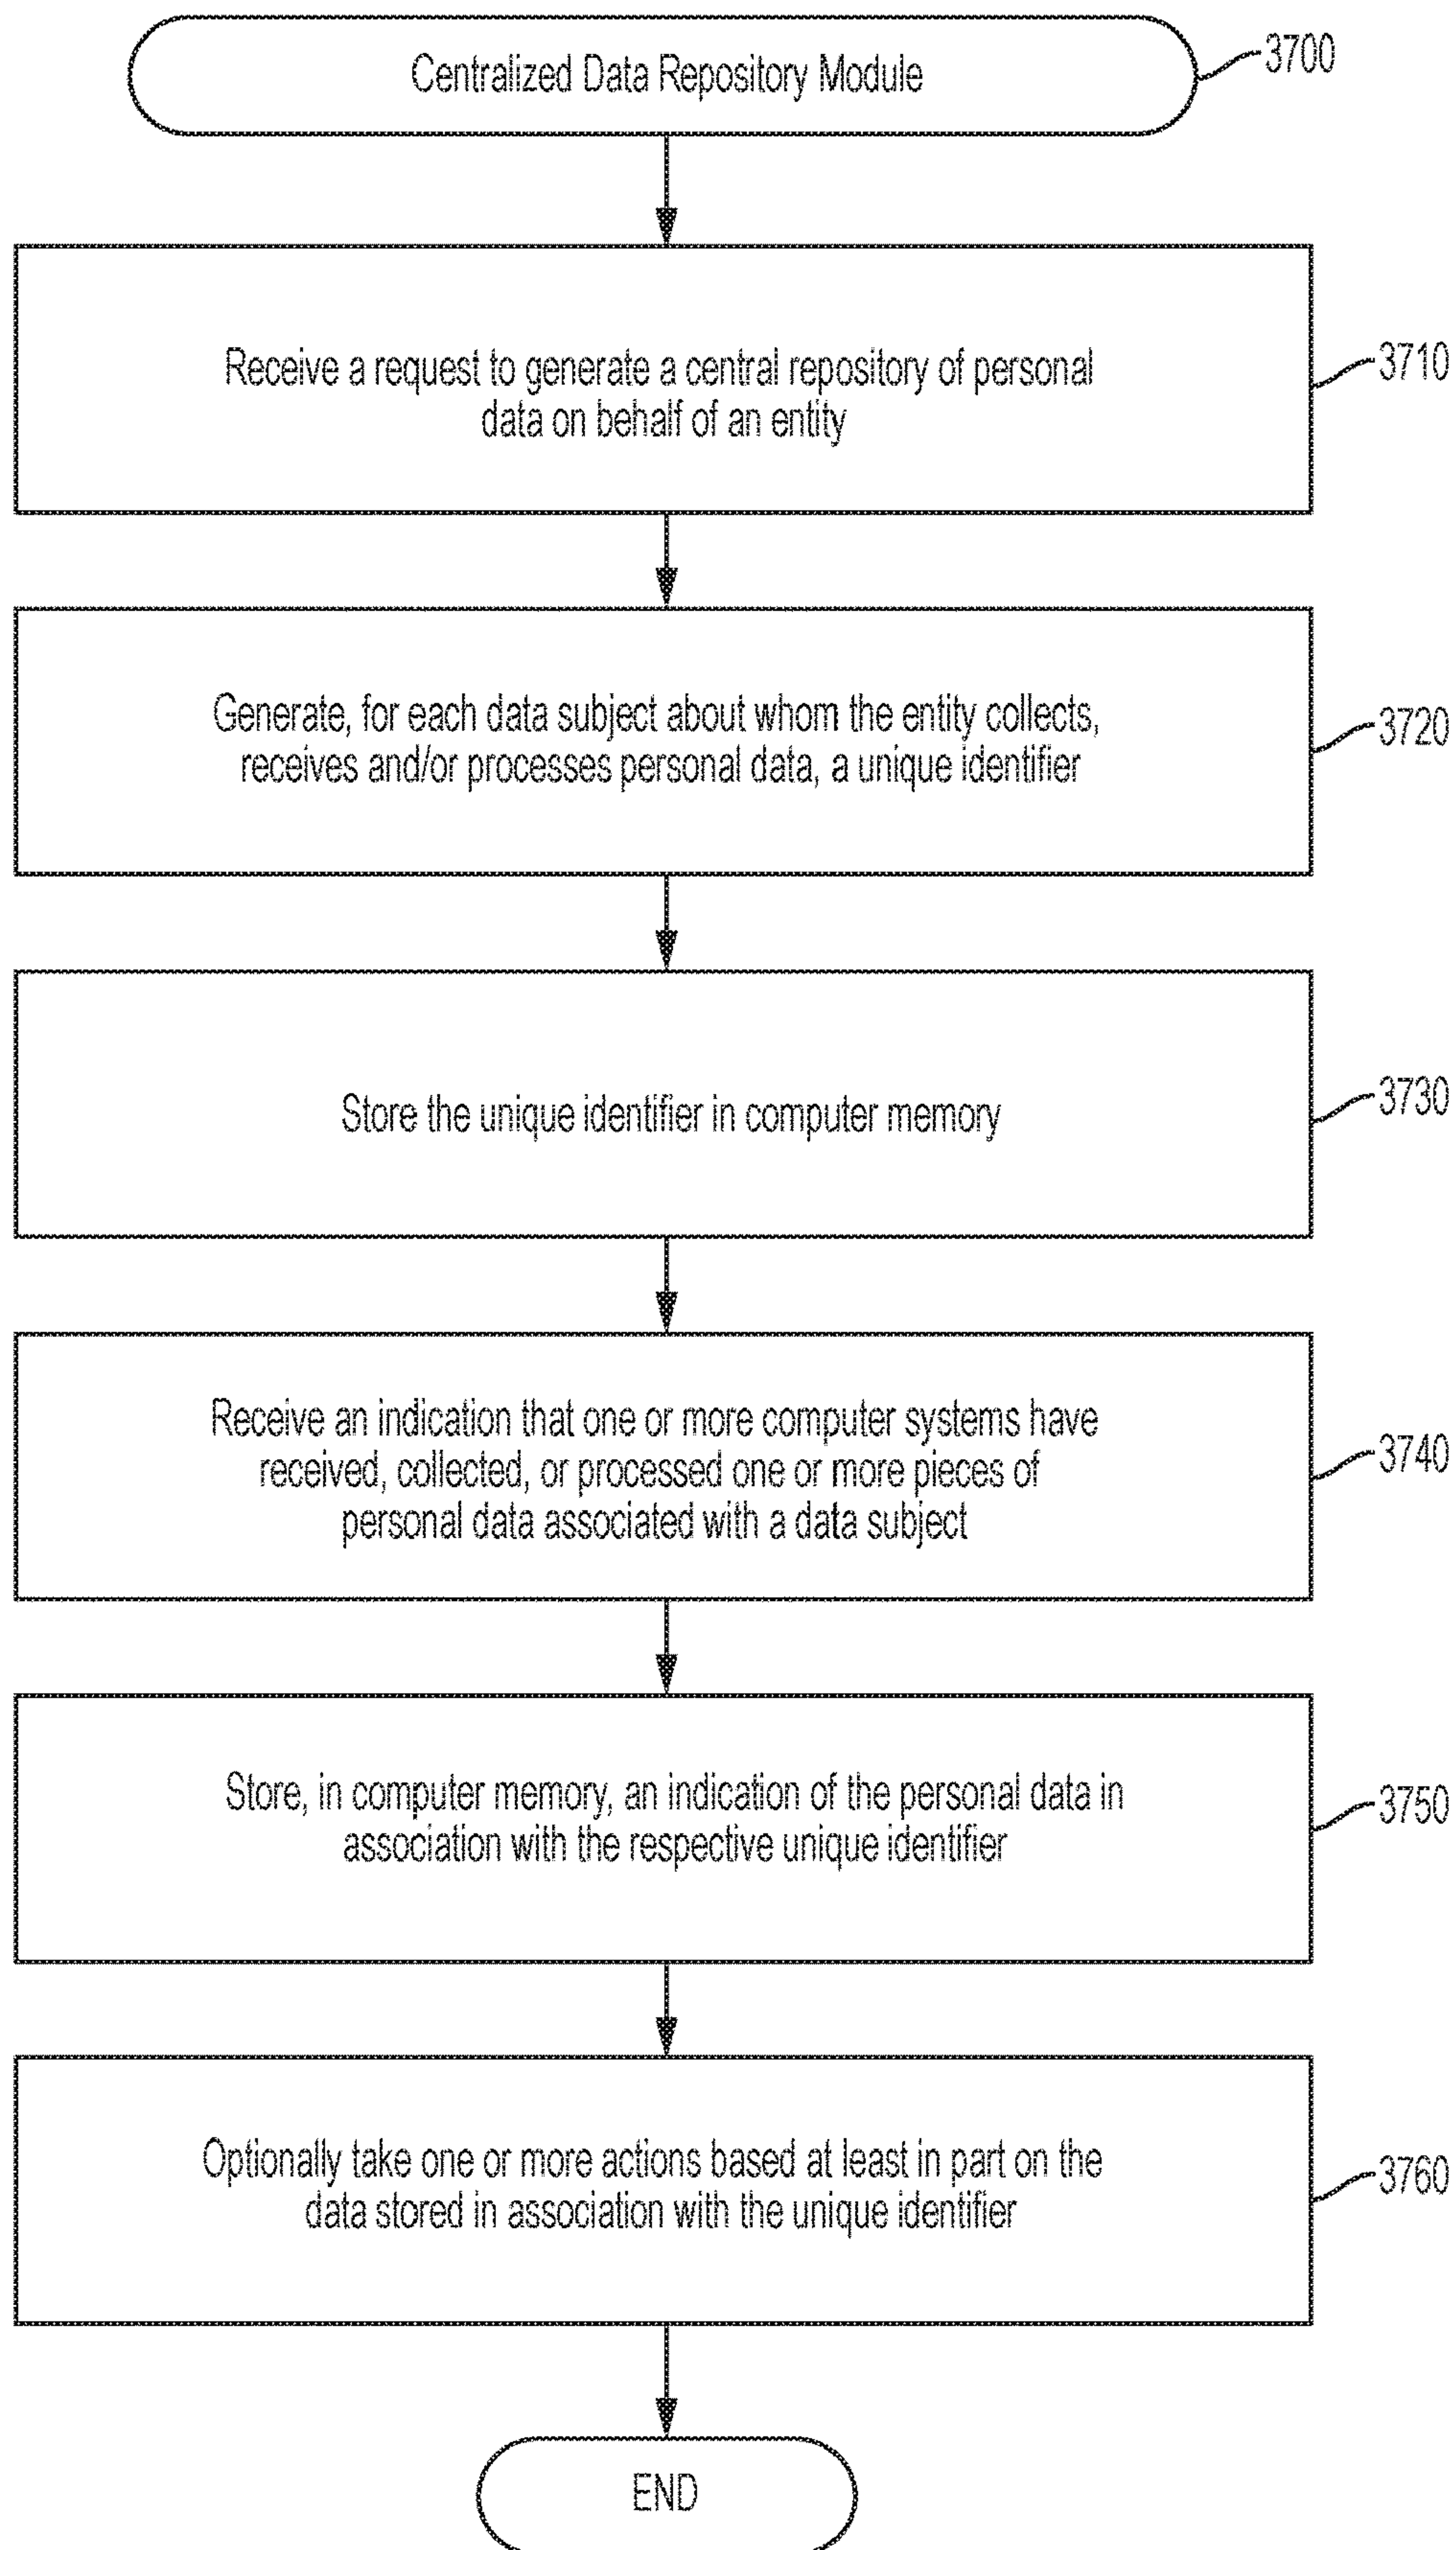 Centralized Data Repository Module
3700
Receive a request to generate a central repository of personal
data on behalf of an entity
3710
Generate, for each data subject about whom the entity collects,
receives and/or processes personal data, a unique identifier
3720
Store the unique identifier in computer memory
3730
Receive an indication that one or more computer systems have
received, collected, or processed one or more pieces of
personal data associated with a data subject
3740
Store, in computer memory, an indication of the personal data in
association with the respective unique identifier
3750
Optionally take one or more actions based at least in part on the
data stored in association with the unique identifier
3760
END